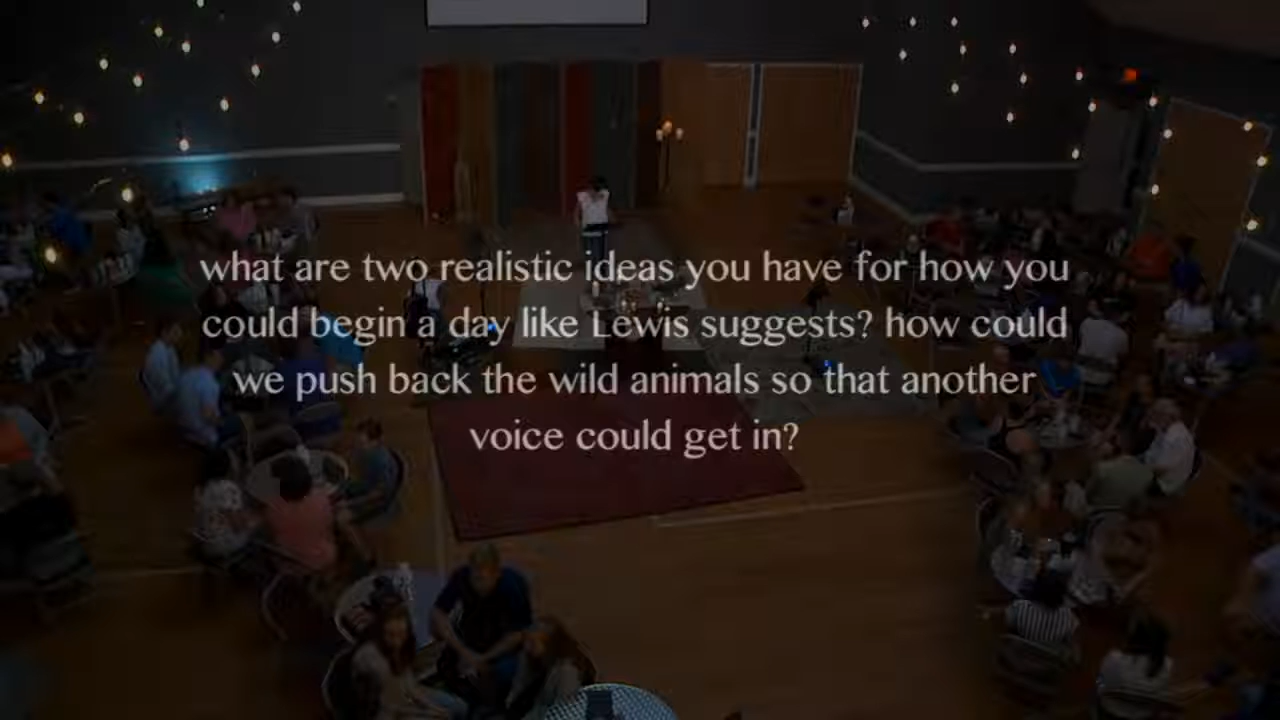 what are two realistic ideas you have for how you
could begin a day like Lewis suggests? how could
we push back the wild animals so that another
voice could get in?